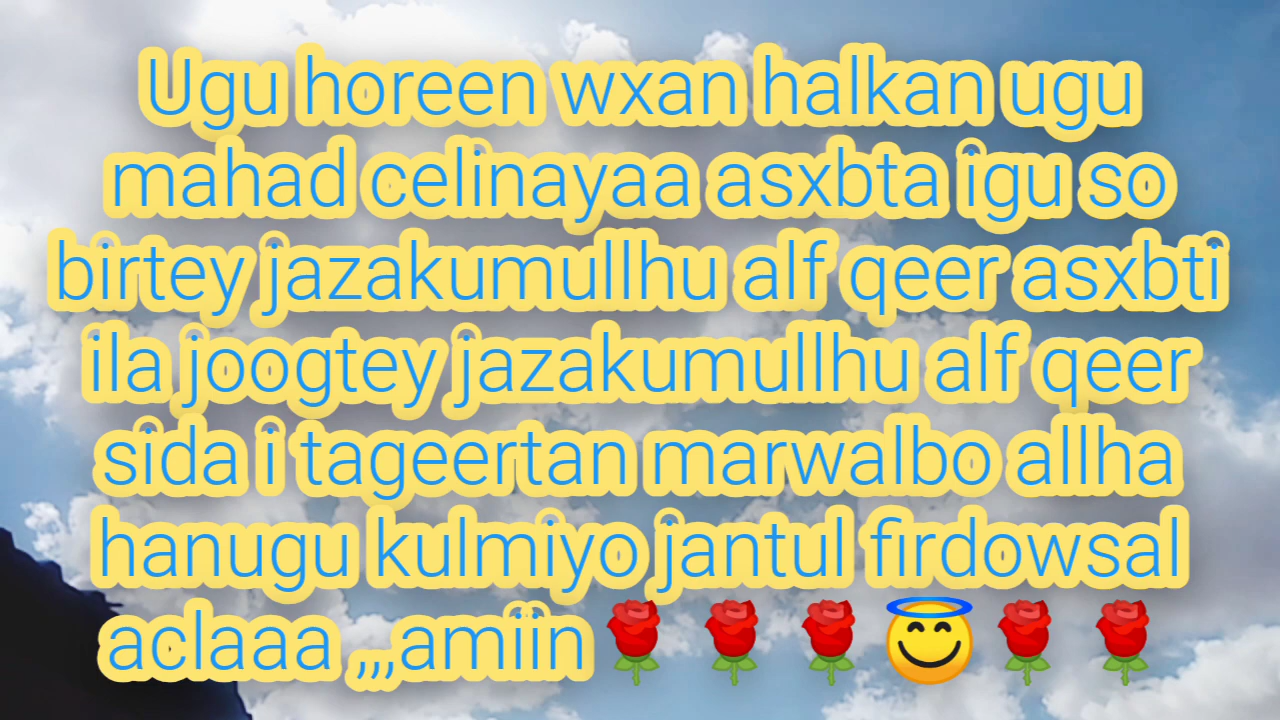 Ugu horeen wxan halkan ugu
mahad celinayaa asxbta igu so
birtey jazakumullhu alf qeer asxbti
ila joogtey jazakumullhu alf qeer
sida i tageertan marwalbo allha
hanugu kulmiyo jantul firdowsal
aclaaa ,,,amiin🌹🌹🌹😇🌹🌹